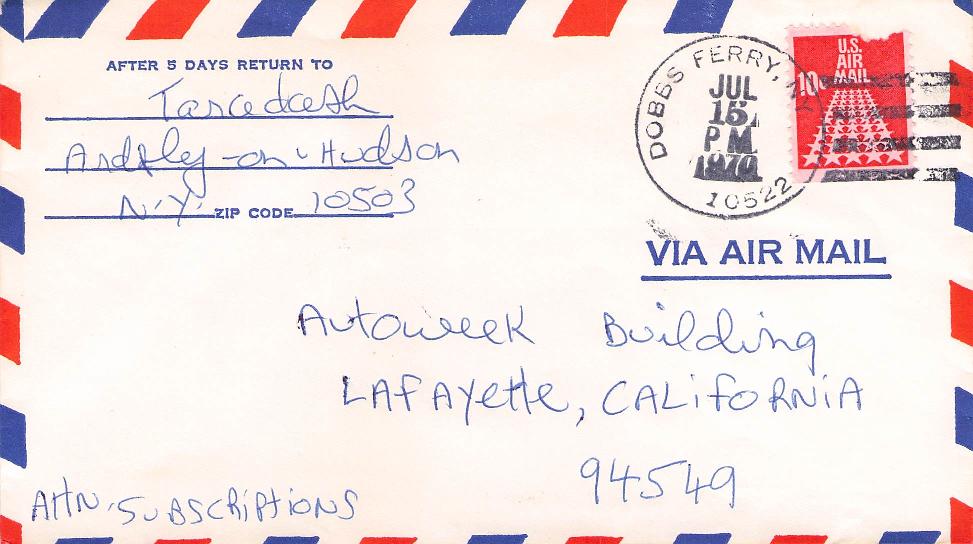 AFTER 5 DAYS RETURN TO
Ardsley-on-Hudson
N.Y. ZIP CODE 10503
DOBBS FERRY, N.Y.
JUL
15
PM
1970
10522
U.S.
AIR
MAIL
10c
VIA AIR MAIL
Autoweek Building
LAFAyette, CALiFoRNiA
94549
Attn. SUBSCRiPtiONS